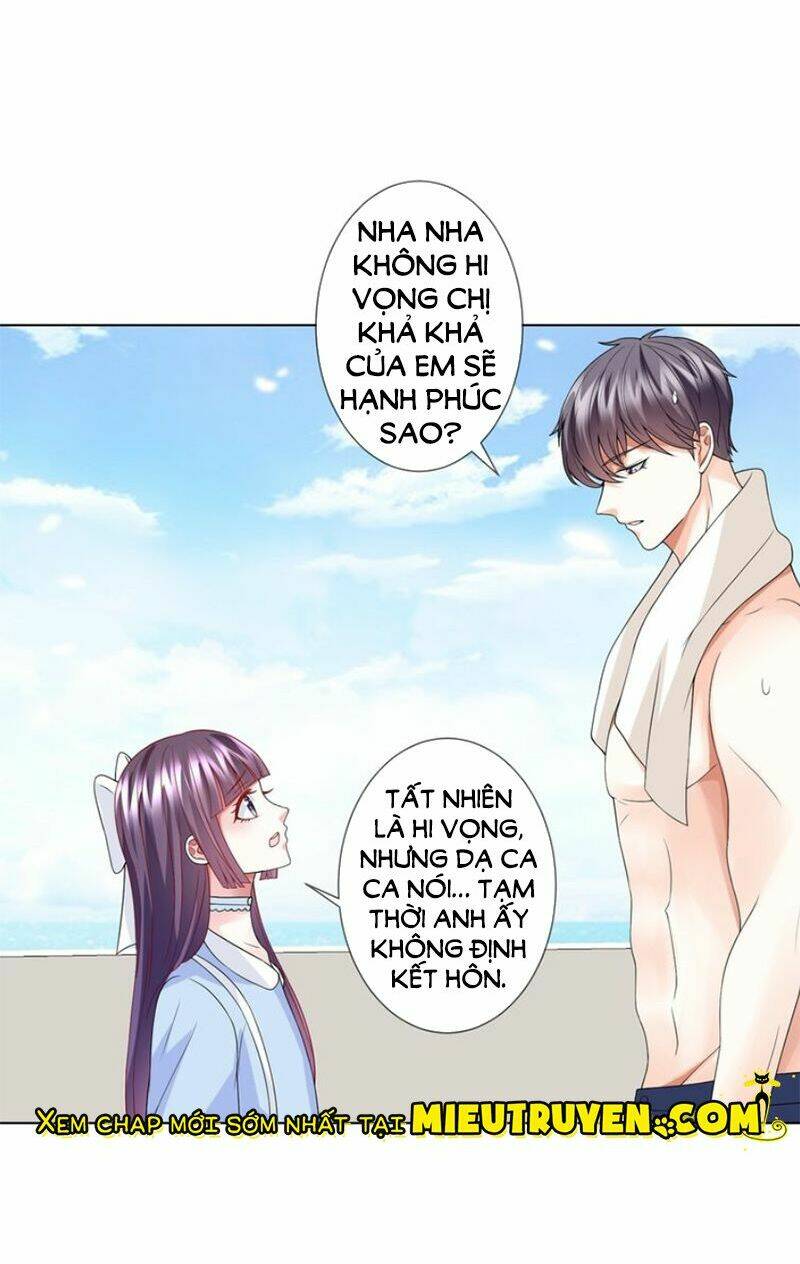 NHA NHA
KHÔNG HI
VỌNG CHỊ
KHẢ KHẢ
CỦA EM SẼ
HẠNH PHÚC
SAO?
TẤT NHIÊN
LÀ HI VỌNG,
NHƯNG DẠ CA
CA NÓI... TẠM
THỜI ANH ẤY
KHÔNG ĐỊNH
KẾT HÔN.
XEM CHAP MỚI SỚM NHẤT TẠI MIEUTRUYEN.COM